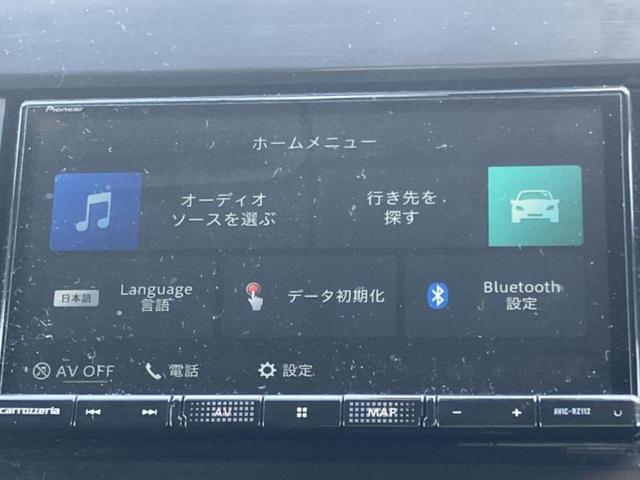 Pioneer
ホームメニュー
オーディオ
ソースを選ぶ
行き先を
探す
日本語
Language
言語
データ初期化
Bluetooth
設定
AV OFF
電話
設定
carrozzeria
AV
MAP
AVIC-RZ112